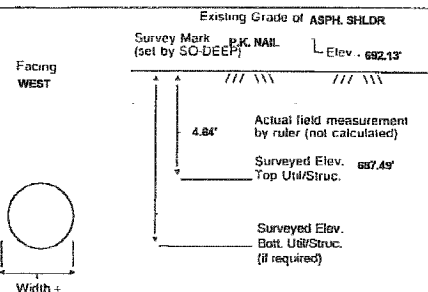 Existing Grade of ASPH. SHLDR
Survey Mark
(set by SO-DEEP)
P.K. NAIL
Elev. 692.13'
Facing
WEST
4.64'
Actual field measurement
by ruler (not calculated)
Surveyed Elev. 687.49'
Top Util/Struc.
Surveyed Elev.
Bott. Util/Struc.
(if required)
Width ±